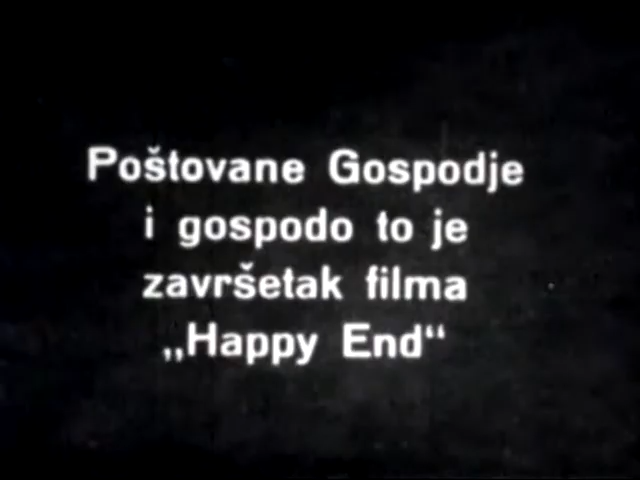 Poštovane Gospodje
i gospodo to je
završetak filma
„Happy End“